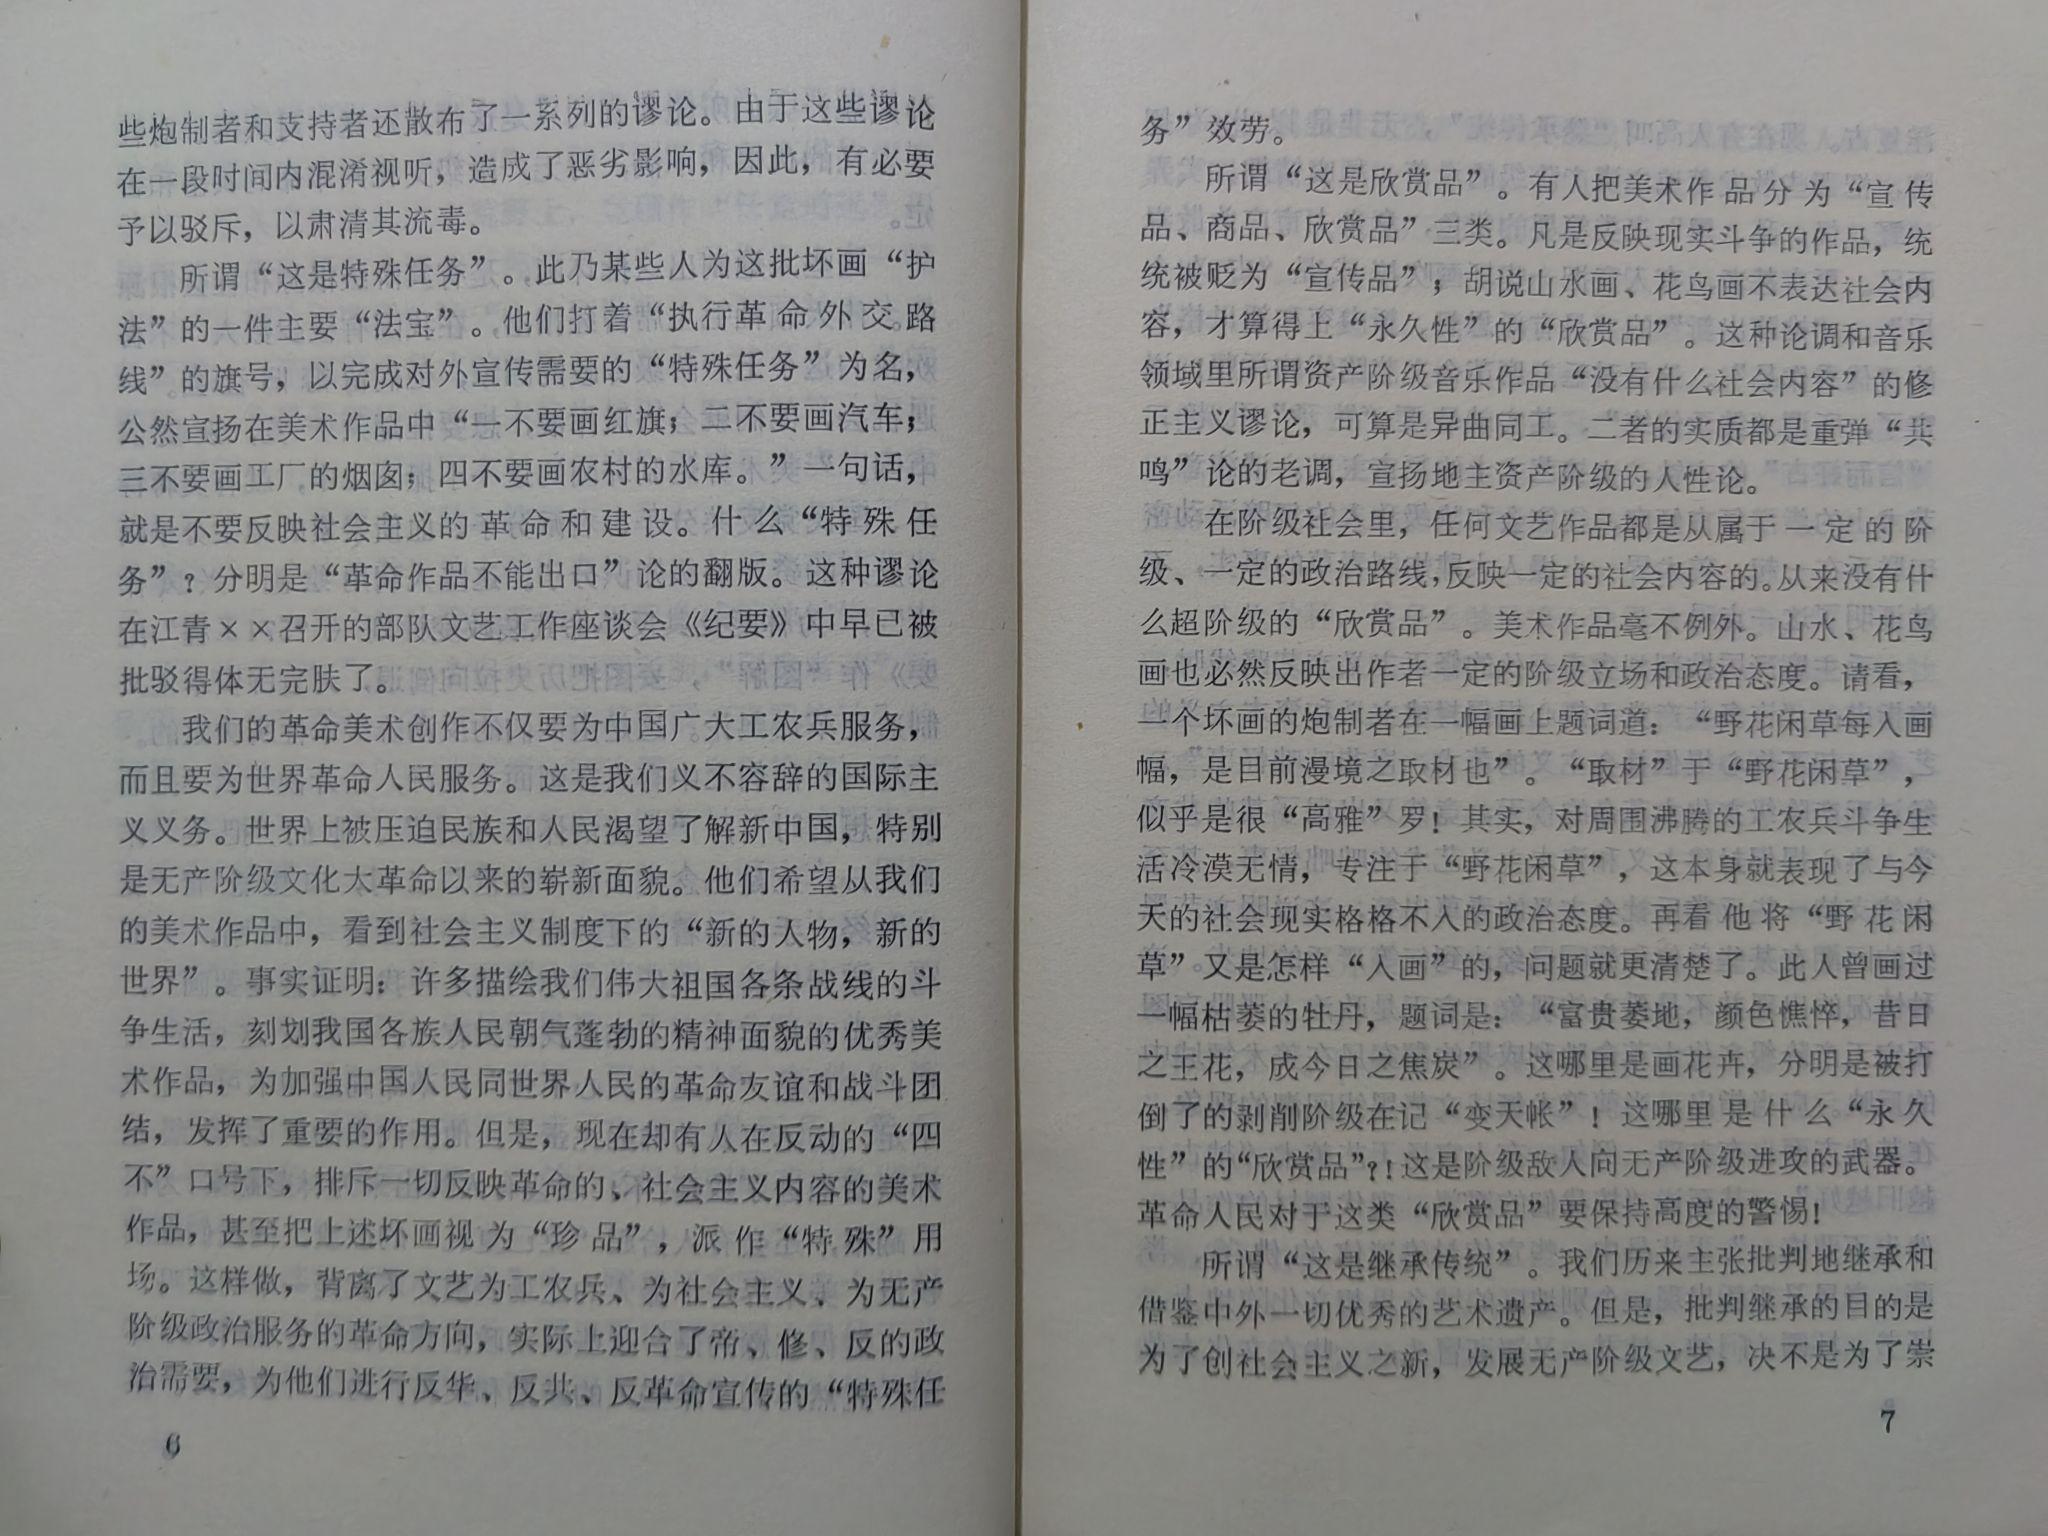 些炮制者和支持者还散布了一系列的谬论。由于这些谬论
在一段时间内混淆视听，造成了恶劣影响，因此，有必要
予以驳斥，以肃清其流毒。
所谓“这是特殊任务”。此乃某些人为这批坏画“护
法”的一件主要“法宝”。他们打着“执行革命外交路
线”的旗号，以完成对外宣传需要的“特殊任务”为名，
公然宣扬在美术作品中“一不要画红旗；二不要画汽车；
三不要画工厂的烟囱；四不要画农村的水库。”一句话，
就是不要反映社会主义的革命和建设。什么“特殊任
务”？分明是“革命作品不能出口”论的翻版。这种谬论
在江青××召开的部队文艺工作座谈会《纪要》中早已被
批驳得体无完肤了。
我们的革命美术创作不仅要为中国广大工农兵服务，
而且要为世界革命人民服务。这是我们义不容辞的国际主
义义务。世界上被压迫民族和人民渴望了解新中国，特别
是无产阶级文化大革命以来的崭新面貌。他们希望从我们
的美术作品中，看到社会主义制度下的“新的人物，新的
世界”。事实证明：许多描绘我们伟大祖国各条战线的斗
争生活，刻划我国各族人民朝气蓬勃的精神面貌的优秀美
术作品，为加强中国人民同世界人民的革命友谊和战斗团
结，发挥了重要的作用。但是，现在却有人在反动的“四
不”口号下，排斥一切反映革命的、社会主义内容的美术
作品，甚至把上述坏画视为“珍品”，派作“特殊”用
场。这样做，背离了文艺为工农兵、为社会主义、为无产
阶级政治服务的革命方向，实际上迎合了帝、修、反的政
治需要，为他们进行反华、反共、反革命宣传的“特殊任
6
务”效劳。
所谓“这是欣赏品”。有人把美术作品分为“宣传
品、商品、欣赏品”三类。凡是反映现实斗争的作品，统
统被贬为“宣传品”；胡说山水画、花鸟画不表达社会内
容，才算得上“永久性”的“欣赏品”。这种论调和音乐
领域里所谓资产阶级音乐作品“没有什么社会内容”的修
正主义谬论，可算是异曲同工。二者的实质都是重弹“共
鸣”论的老调，宣扬地主资产阶级的人性论。
在阶级社会里，任何文艺作品都是从属于一定的阶
级、一定的政治路线，反映一定的社会内容的。从来没有什
么超阶级的“欣赏品”。美术作品毫不例外。山水、花鸟
画也必然反映出作者一定的阶级立场和政治态度。请看，
一个坏画的炮制者在一幅画上题词道：“野花闲草每入画
幅，是目前漫境之取材也”。“取材”于“野花闲草”，
似乎是很“高雅”罗！其实，对周围沸腾的工农兵斗争生
活冷漠无情，专注于“野花闲草”，这本身就表现了与今
天的社会现实格格不入的政治态度。再看他将“野花闲
草”又是怎样“入画”的，问题就更清楚了。此人曾画过
一幅枯萎的牡丹，题词是：“富贵萎地，颜色憔悴，昔日
之王花，成今日之焦炭”。这哪里是画花卉，分明是被打
倒了的剥削阶级在记“变天帐”！这哪里是什么“永久
性”的“欣赏品”?!这是阶级敌人向无产阶级进攻的武器。
革命人民对于这类“欣赏品”要保持高度的警惕！
所谓“这是继承传统”。我们历来主张批判地继承和
借鉴中外一切优秀的艺术遗产。但是，批判继承的目的是
为了创社会主义之新，发展无产阶级文艺，决不是为了崇
7